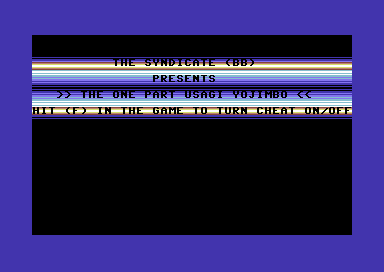 THE SYNDICATE (BB)
PRESENTS
>> THE ONE PART USAGI YOJIMBO <<
HIT (F) IN THE GAME TO TURN CHEAT ON/OFF